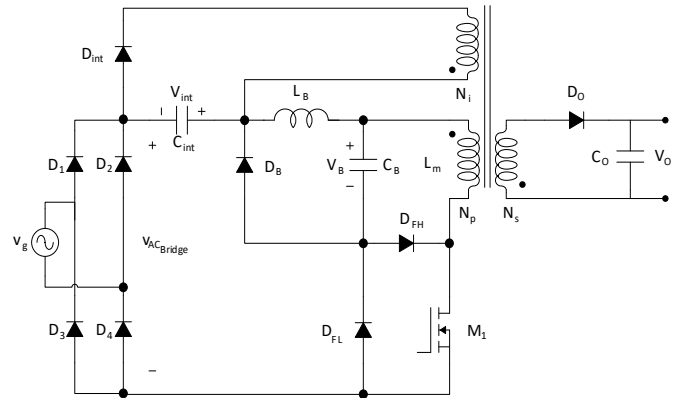 D_int
V_int
− +
C_int
L_B
N_i
D_O
D_1
D_2
+
D_B
+
V_B
−
C_B
L_m
C_O
V_O
v_g
v_AC_Bridge
D_FH
N_p
N_s
D_3
D_4
D_FL
M_1
−